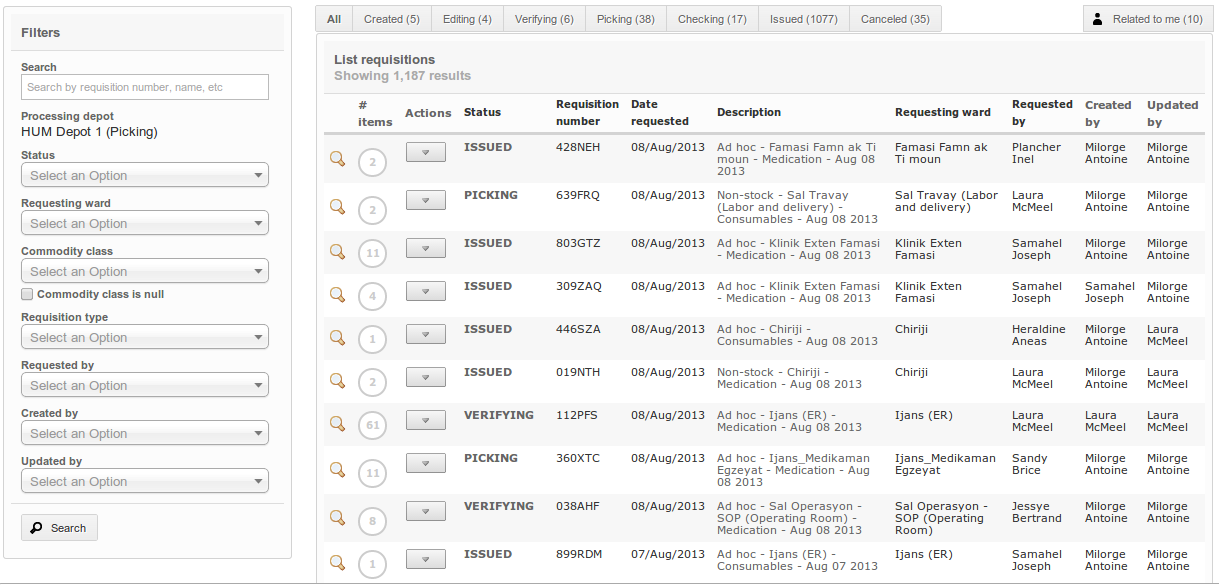 Filters
Search
Search by requisition number, name, etc
Processing depot
HUM Depot 1 (Picking)
Status
Select an Option
Requesting ward
Select an Option
Commodity class
Select an Option
Commodity class is null
Requisition type
Select an Option
Requested by
Select an Option
Created by
Select an Option
Updated by
Select an Option
Search
All Created (5) Editing (4) Verifying (6) Picking (38) Checking (17) Issued (1077) Canceled (35) Related to me (10)
List requisitions
Showing 1,187 results
# Requisition Date Requested Created Updated
items Actions Status number requested Description Requesting ward by by by
ISSUED 428NEH 08/Aug/2013 Ad hoc - Famasi Famn ak Ti Famasi Famn ak Plancher Milorge Milorge
2 moun - Medication - Aug 08 Ti moun Inel Antoine Antoine
2013
PICKING 639FRQ 08/Aug/2013 Non-stock - Sal Travay Sal Travay (Labor Laura Milorge Milorge
2 (Labor and delivery) - and delivery) McMeel Antoine Antoine
Consumables - Aug 08 2013
ISSUED 803GTZ 08/Aug/2013 Ad hoc - Klinik Exten Famasi Klinik Exten Samahel Milorge Milorge
11 - Medication - Aug 08 2013 Famasi Joseph Antoine Antoine
ISSUED 309ZAQ 08/Aug/2013 Ad hoc - Klinik Exten Famasi Klinik Exten Samahel Samahel Milorge
4 - Medication - Aug 08 2013 Famasi Joseph Joseph Antoine
ISSUED 446SZA 08/Aug/2013 Ad hoc - Chiriji - Chiriji Heraldine Milorge Laura
1 Consumables - Aug 08 2013 Aneas Antoine McMeel
ISSUED 019NTH 08/Aug/2013 Non-stock - Chiriji - Chiriji Laura Milorge Laura
2 Medication - Aug 08 2013 McMeel Antoine McMeel
VERIFYING 112PFS 08/Aug/2013 Ad hoc - Ijans (ER) - Ijans (ER) Laura Laura Laura
61 Medication - Aug 08 2013 McMeel McMeel McMeel
PICKING 360XTC 08/Aug/2013 Ad hoc - Ijans_Medikaman Ijans_Medikaman Sandy Milorge Milorge
11 Egzeyat - Medication - Aug Egzeyat Brice Antoine Antoine
08 2013
VERIFYING 038AHF 08/Aug/2013 Ad hoc - Sal Operasyon - Sal Operasyon - Jessye Milorge Milorge
8 SOP (Operating Room) - SOP (Operating Bertrand Antoine Antoine
Medication - Aug 08 2013 Room)
ISSUED 899RDM 07/Aug/2013 Ad hoc - Ijans (ER) - Ijans (ER) Samahel Milorge Milorge
1 Consumables - Aug 07 2013 Joseph Antoine Antoine